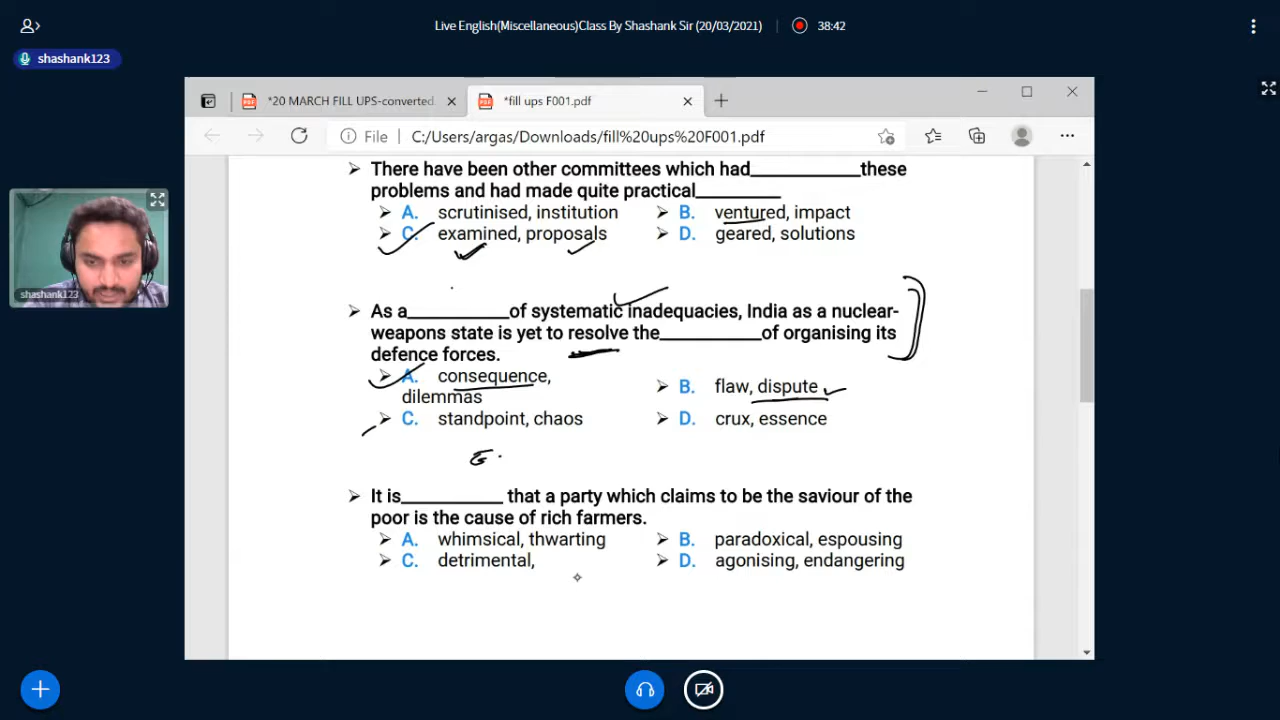 Live English(Miscellaneous)Class By Shashank Sir (20/03/2021) 38:42
shashank123
*20 MARCH FILL UPS-converted *fill ups F001.pdf
File C:/Users/argas/Downloads/fill%20ups%20F001.pdf
There have been other committees which had____________these
problems and had made quite practical__________
A. scrutinised, institution B. ventured, impact
C. examined, proposals D. geared, solutions
shashank123
As a____________of systematic inadequacies, India as a nuclear-
weapons state is yet to resolve the____________of organising its
defence forces.
A. consequence,
dilemmas
B. flaw, dispute
C. standpoint, chaos D. crux, essence
It is____________ that a party which claims to be the saviour of the
poor is the cause of rich farmers.
A. whimsical, thwarting B. paradoxical, espousing
C. detrimental, D. agonising, endangering